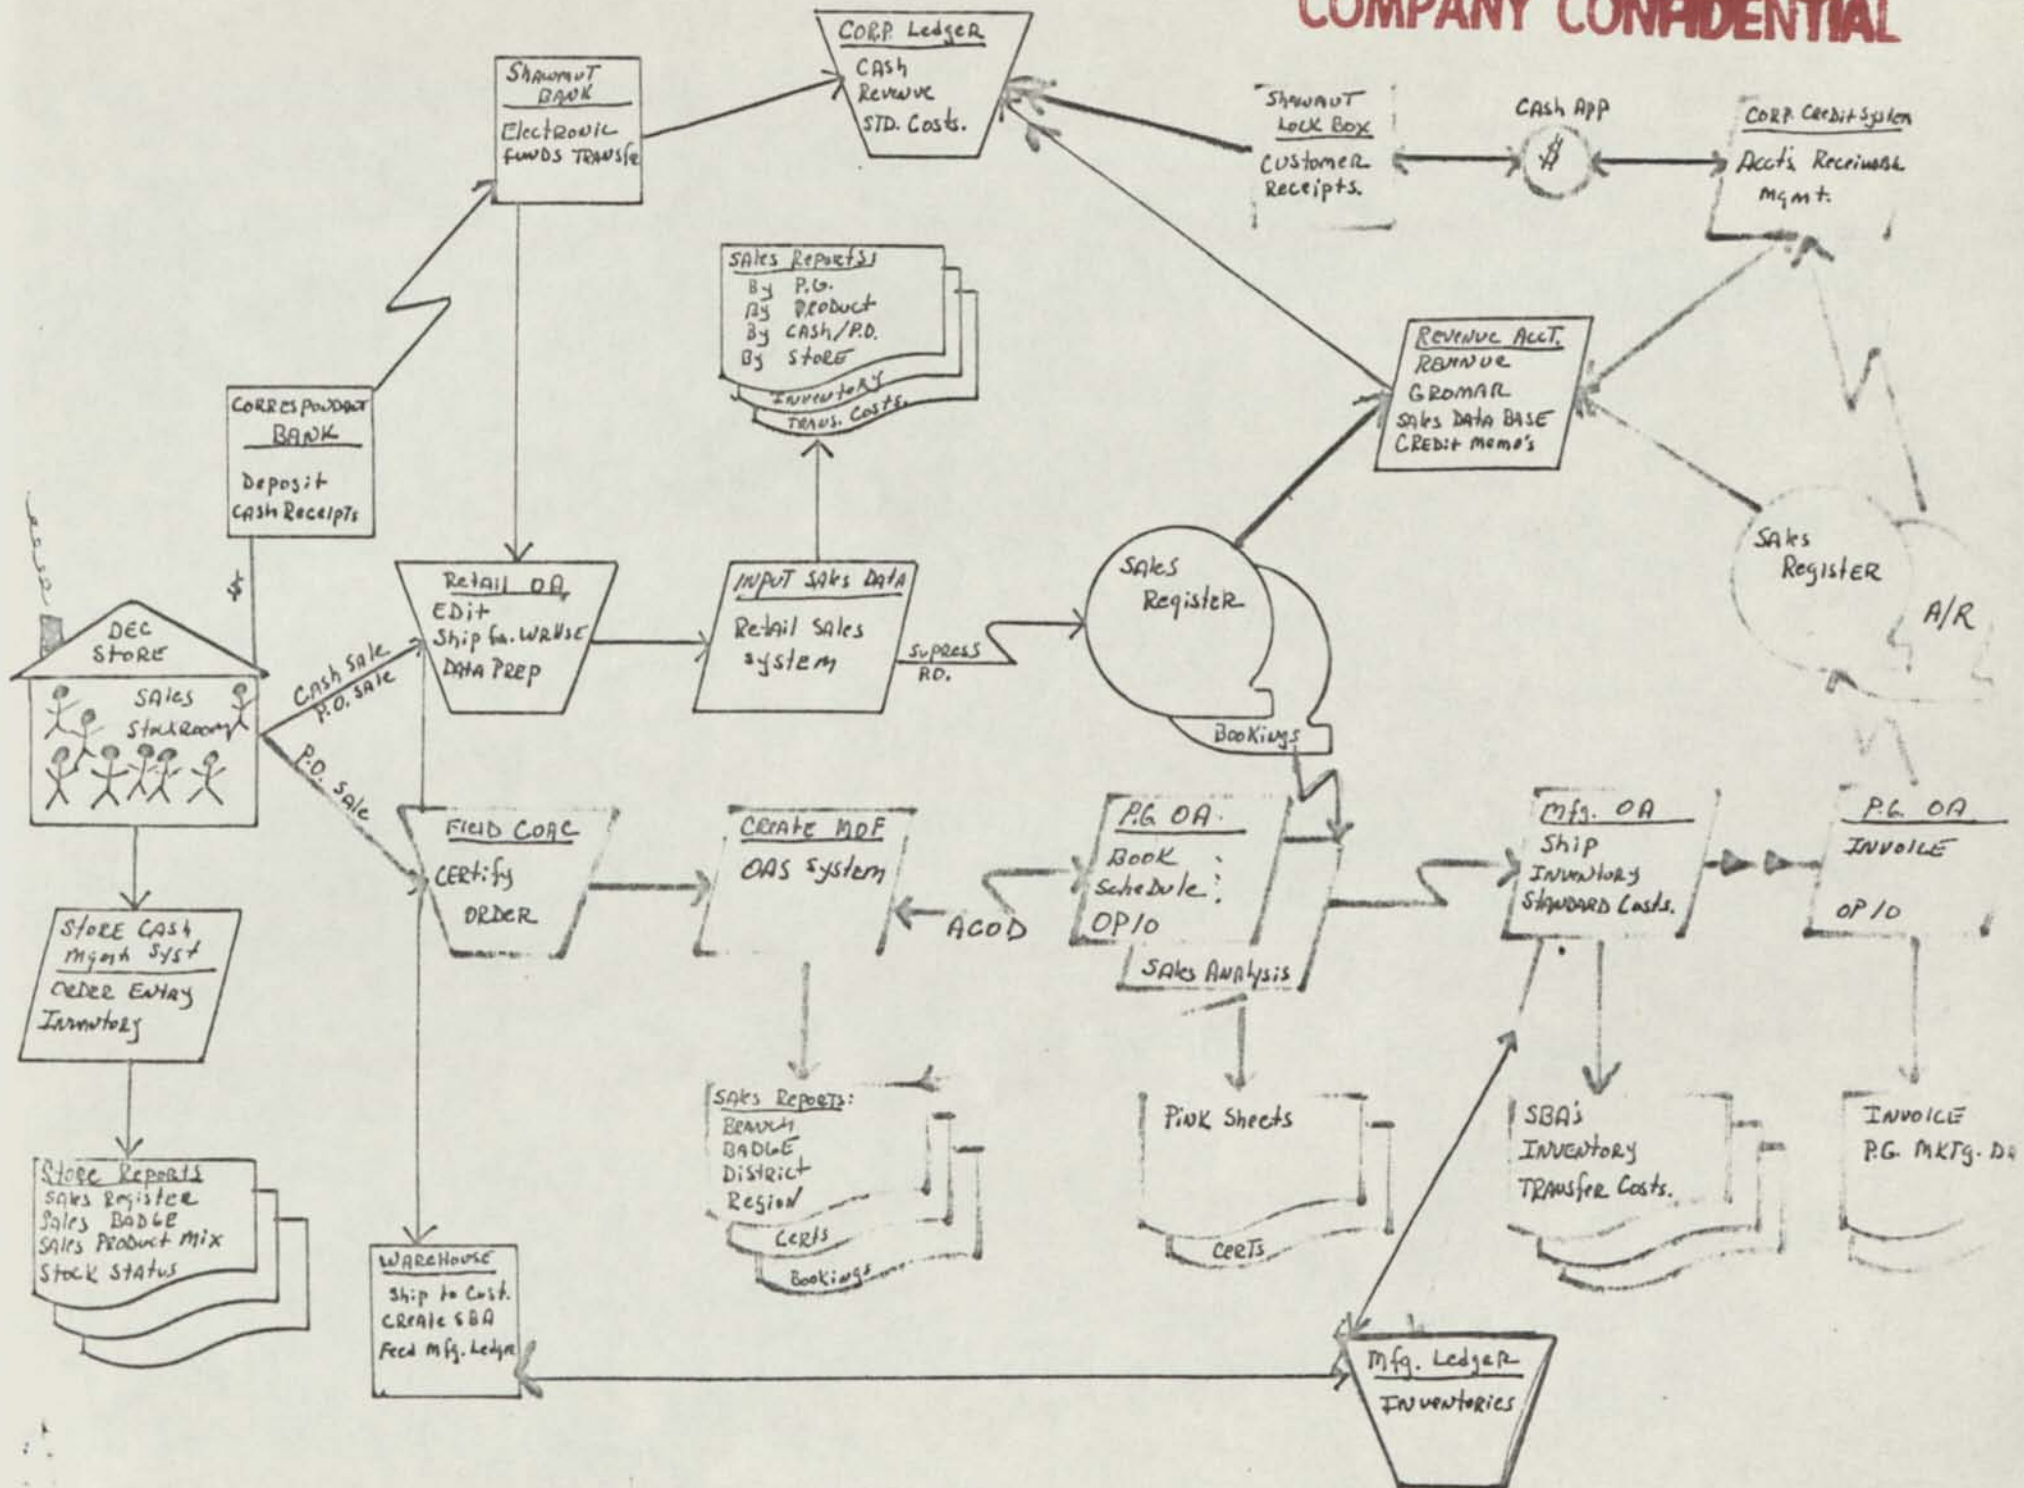 COMPANY CONFIDENTIAL
CORP. Ledger
CASH
Revenue
STD. Costs.
Shawmut
BANK
Electronic
FUNDS TRANSfe
Shawmut
Lock Box
Customer
Receipts.
CASH App
$
CORP. Credit System
Acct's Receivable
Mgmt.
Sales Reports:
By P.G.
By Product
By CASH/P.O.
By Store
Inventory
TRANS. Costs.
REVENUE ACCT.
REVENUE
GROMAR
SALES DATA BASE
CREDIT memo's
CORRESPONDANT
BANK
Deposit
CASH Receipts
$
DEC
STORE
SALES
StockRoom
Cash Sale
P.O. SALE
P.O. Sale
Retail OA
EDit
Ship fm. WRHSE
DATA PREP
INPUT SALES DATA
Retail SALES
system
SUPRESS
P.O.
SALES
Register
Bookings
SALES
Register
A/R
FIELD COAC
CERtify
ORDER
CREATE MOF
OAS System
ACOD
P.G. OA.
Book :
Schedule :
OP/O
SALES ANALYSIS
Mfg. OA
Ship
INVENTORY
STANDARD Costs.
P.G. OA.
INVOICE
OP/O
STORE CASH
Mgmt Syst
ORDER ENTRY
Inventory
Store Reports
Sales Register
Sales BADGE
SALES PRODUCT MIX
Stock STATUS
WAREHOUSE
Ship to Cust.
CREATE SBA
Feed Mfg. Ledger
SALES REPORTS:
BRANCH
BADGE
District
Region
Certs
Bookings
Pink Sheets
CERTS
SBA's
INVENTORY
TRANSfer Costs.
INVOICE
P.G. MKTg. DA
Mfg. Ledger
INVENTORIES